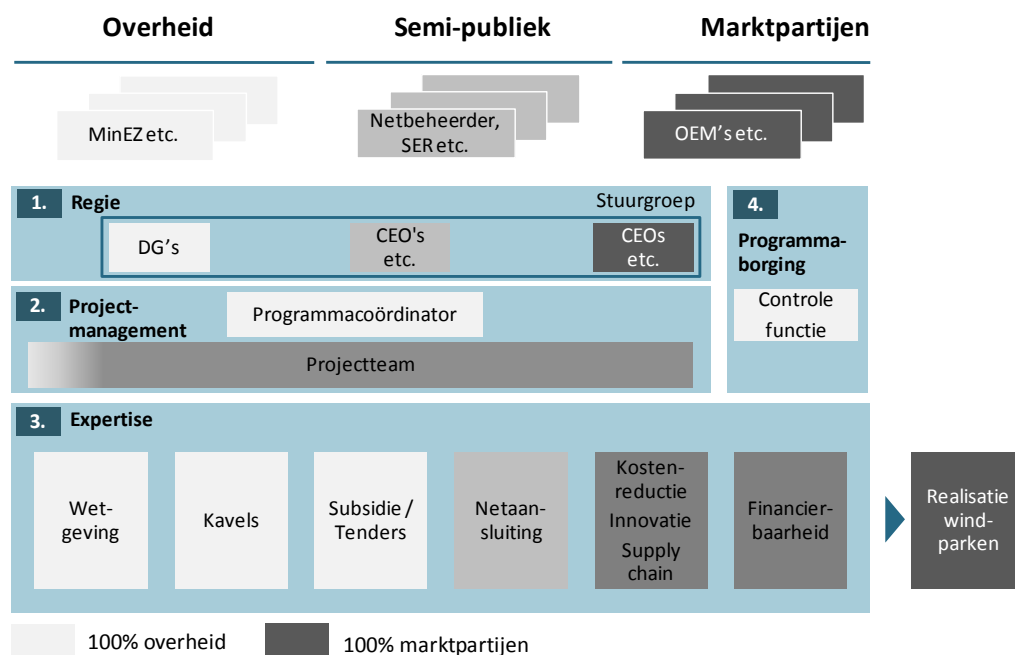 Overheid
Semi-publiek
Marktpartijen
MinEZ etc.
Netbeheerder,
SER etc.
OEM's etc.
1. Regie
Stuurgroep
DG's
CEO's
etc.
CEOs
etc.
4.
Programma-
borging
Controle
functie
2. Project-
management
Programmacoördinator
Projectteam
3. Expertise
Wet-
geving
Kavels
Subsidie /
Tenders
Netaan-
sluiting
Kosten-
reductie
Innovatie
Supply
chain
Financier-
baarheid
Realisatie
wind-
parken
100% overheid
100% marktpartijen